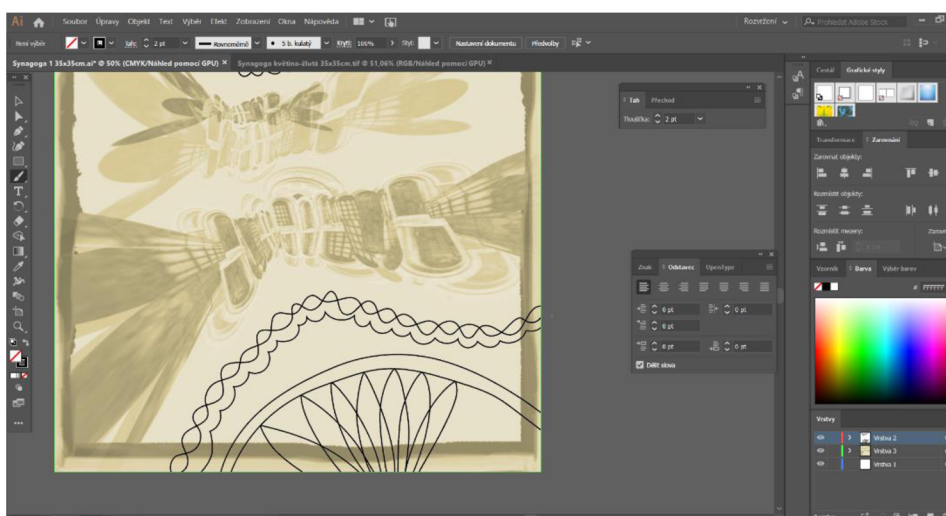 Ai Soubor Úpravy Objekt Text Výběr Efekt Zobrazení Okna Nápověda Rozvržení Prohledat Adobe Stock
Není výběr Tah: 2 pt Rovnoměrně 5 b. kulatý Krytí: 100% Styl: Nastavení dokumentu Předvolby
Synagoga 1 35x35cm.ai* @ 50% (CMYK/Náhled pomocí GPU) × Synagoga květino-žlutá 35x35cm.tif @ 51,06% (RGB/Náhled pomocí GPU) ×
Tah Přechod
Tloušťka: 2 pt
Grafické styly
Transformace Zarovnání
Zarovnat objekty:
Rozmístit objekty:
Rozmístit mezery:
Znak Odstavec OpenType
0 pt 0 pt
0 pt
0 pt 0 pt
Dělit slova
Vzorník Barva Výběr barev
# FFFFFF
Vrstvy
Vrstva 2
Vrstva 3
Vrstva 1